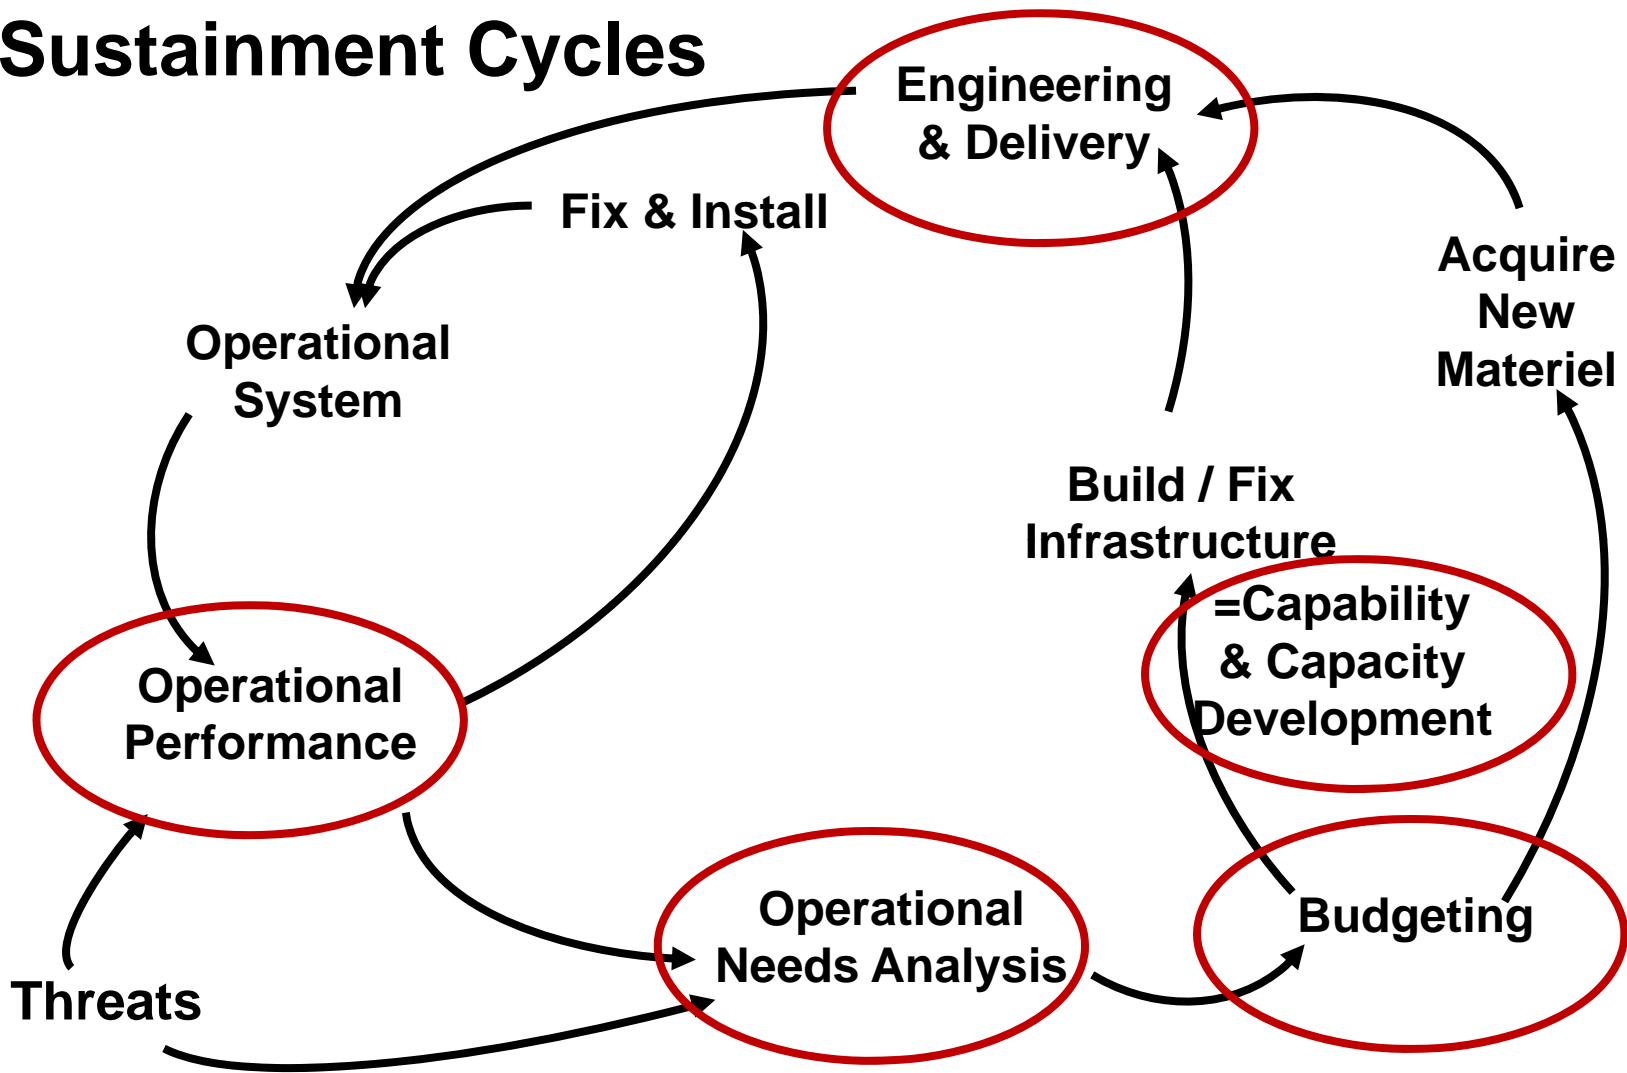 Sustainment Cycles
Engineering
& Delivery
Fix & Install
Acquire
New
Materiel
Operational
System
Build / Fix
Infrastructure
=Capability
& Capacity
Development
Operational
Performance
Operational
Needs Analysis
Budgeting
Threats